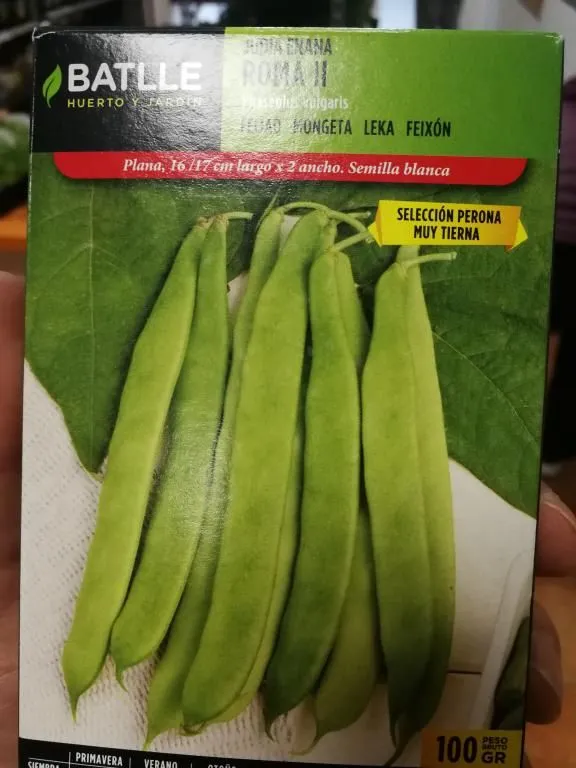 BATLLE
HUERTO Y JARDÍN
JUDÍA ENANA
ROMA II
Phaseolus vulgaris
FEIJÃO MONGETA LEKA FEIXÓN
Plana, 16 /17 cm largo x 2 ancho. Semilla blanca
SELECCIÓN PERONA
MUY TIERNA
100 PESO BRUTO GR
SIEMBRA PRIMAVERA VERANO OTOÑO